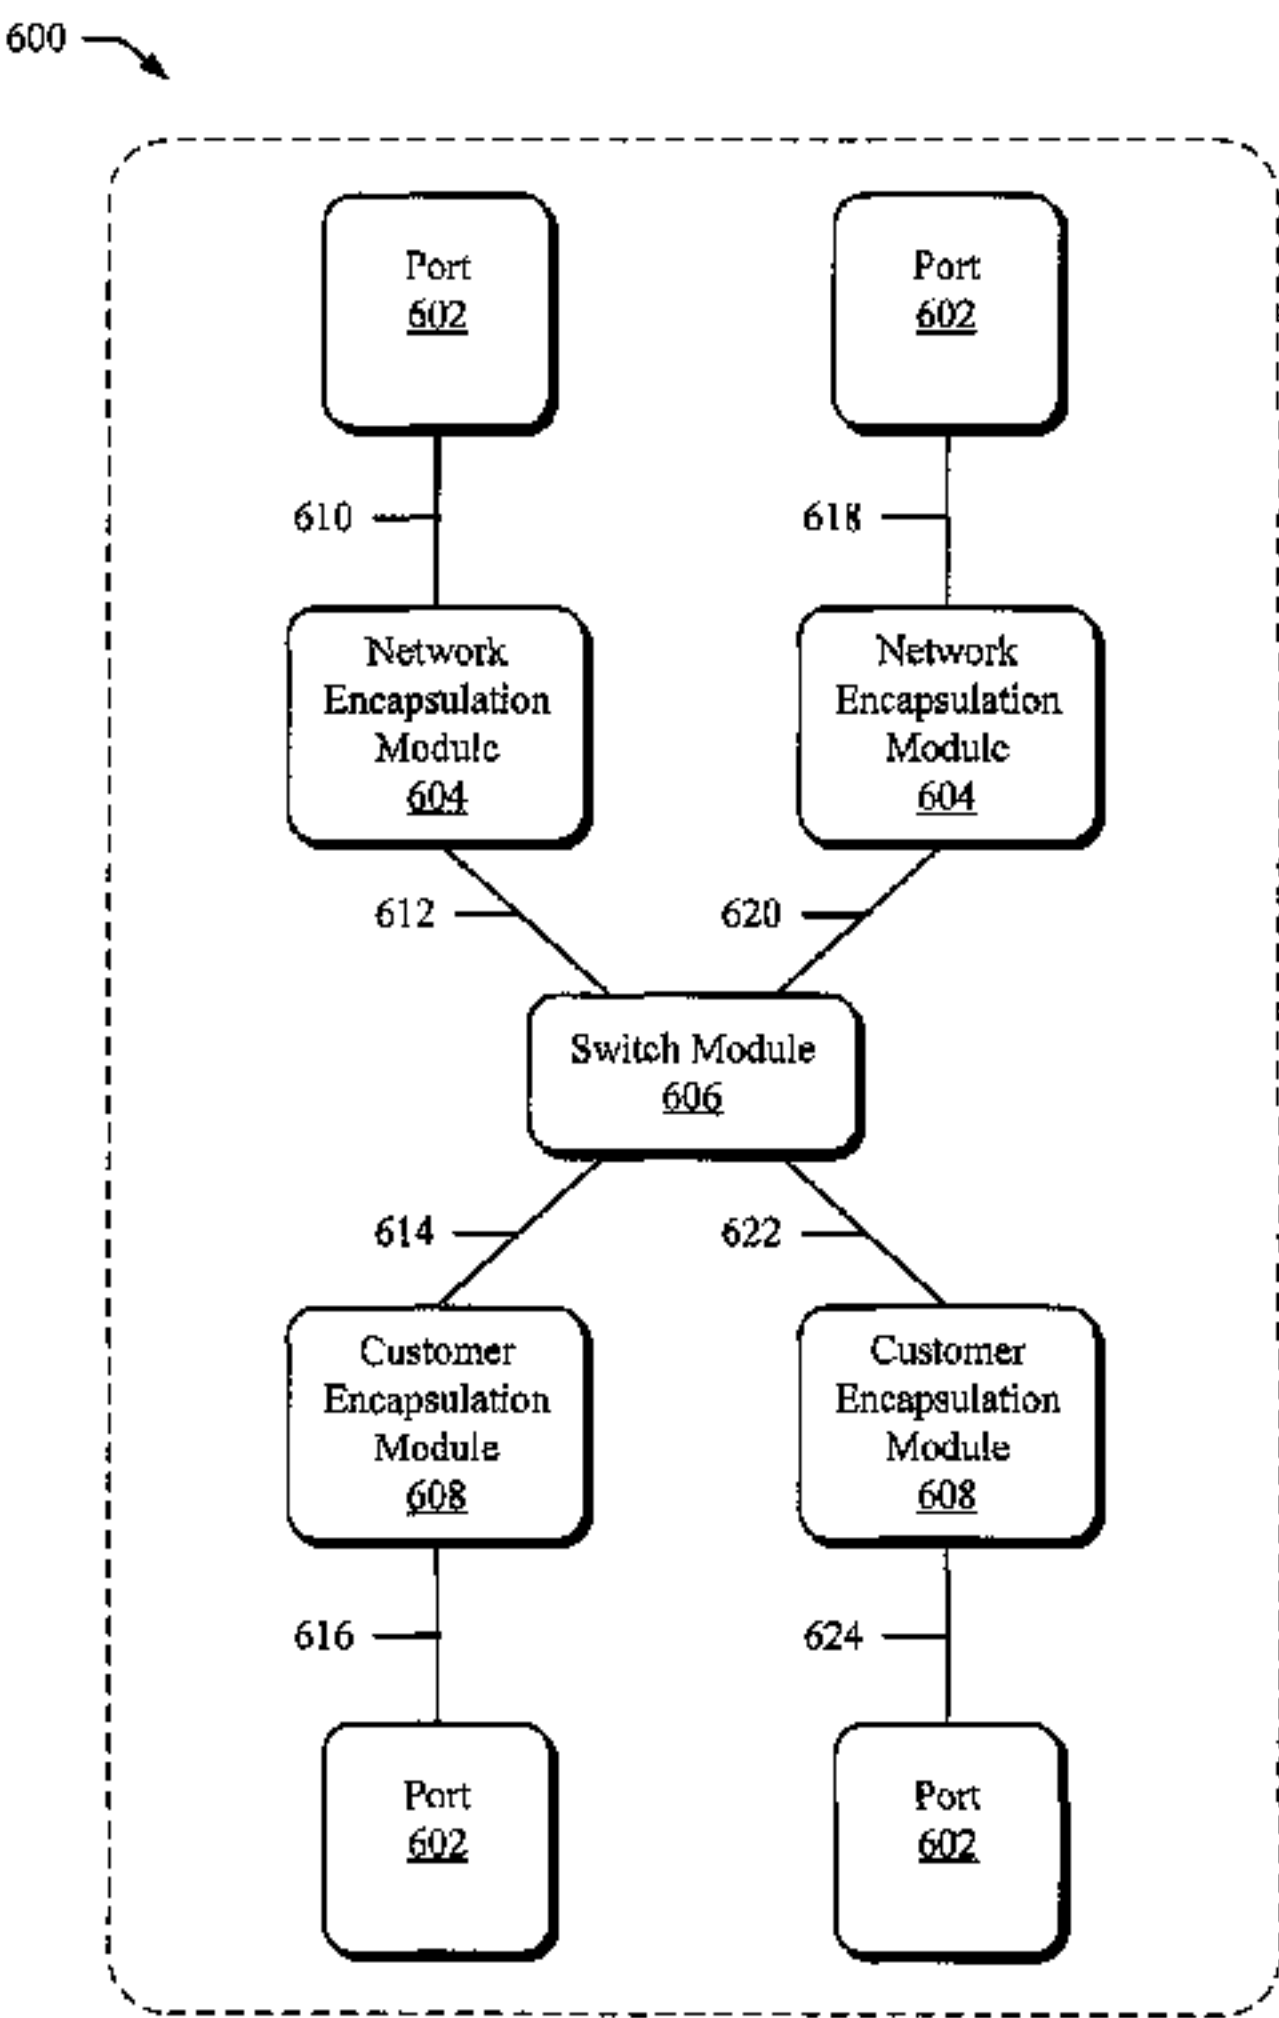 600
Port
602
Port
602
610
618
Network
Encapsulation
Module
604
Network
Encapsulation
Module
604
612
620
Switch Module
606
614
622
Customer
Encapsulation
Module
608
Customer
Encapsulation
Module
608
616
624
Port
602
Port
602